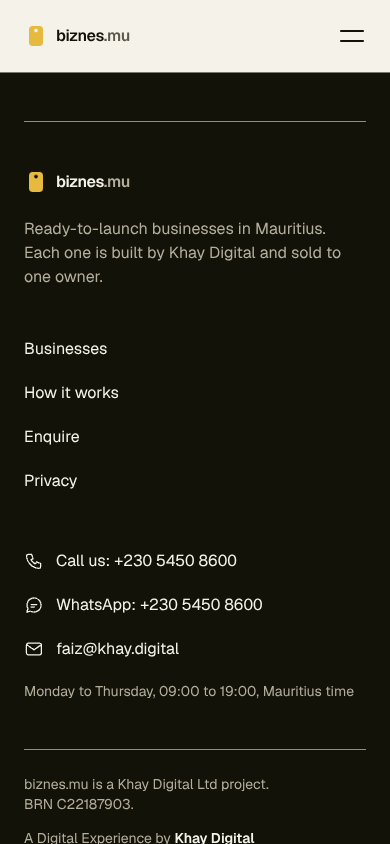 biznes.mu
biznes.mu
Ready-to-launch businesses in Mauritius.
Each one is built by Khay Digital and sold to
one owner.
Businesses
How it works
Enquire
Privacy
Call us: +230 5450 8600
WhatsApp: +230 5450 8600
faiz@khay.digital
Monday to Thursday, 09:00 to 19:00, Mauritius time
biznes.mu is a Khay Digital Ltd project.
BRN C22187903.
A Digital Experience by Khay Digital